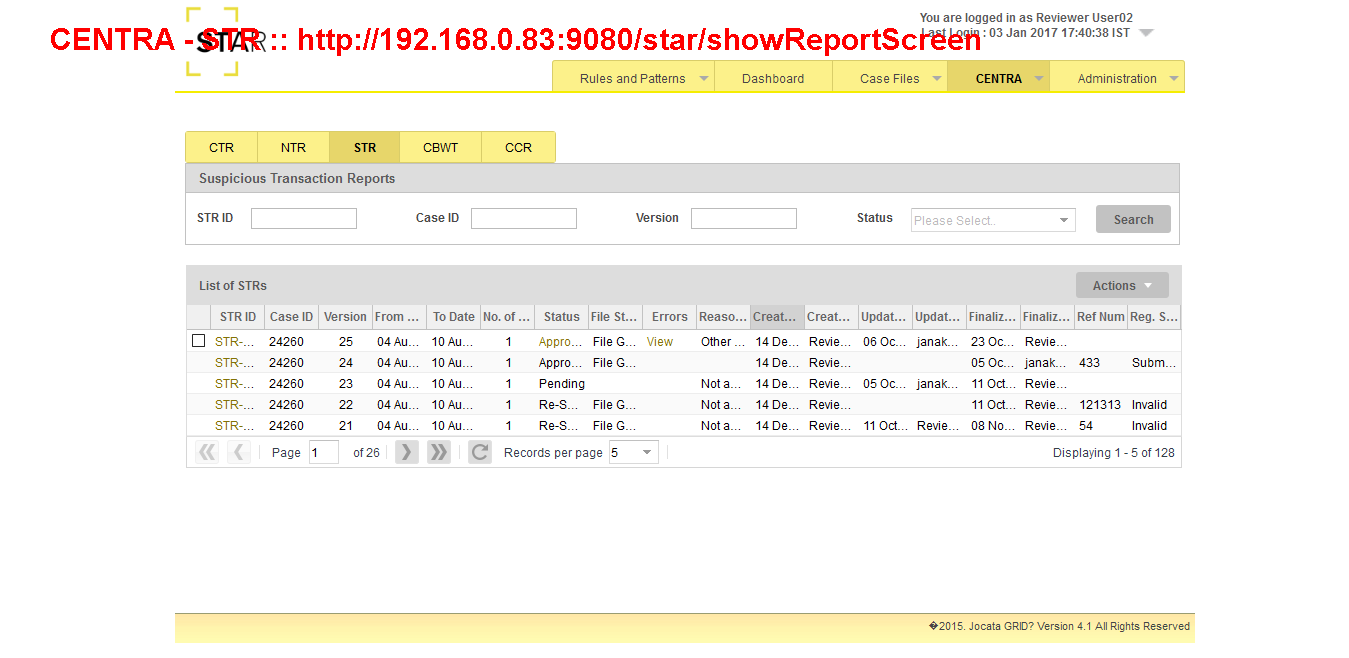 You are logged in as Reviewer User02
CENTRA - STR :: http://192.168.0.83:9080/star/showReportScreen
STAR
Last Login : 03 Jan 2017 17:40:38 IST
Rules and Patterns Dashboard Case Files CENTRA Administration
CTR NTR STR CBWT CCR
Suspicious Transaction Reports
STR ID Case ID Version Status Please Select.. Search
List of STRs Actions
STR ID Case ID Version From ... To Date No. of ... Status File St... Errors Reaso... Creat... Creat... Updat... Updat... Finaliz... Finaliz... Ref Num Reg. S...
STR-... 24260 25 04 Au... 10 Au... 1 Appro... File G... View Other ... 14 De... Revie... 06 Oc... janak... 23 Oc... Revie...
STR-... 24260 24 04 Au... 10 Au... 1 Appro... File G... 14 De... Revie... 05 Oc... janak... 433 Subm...
STR-... 24260 23 04 Au... 10 Au... 1 Pending Not a... 14 De... Revie... 05 Oc... janak... 11 Oct... Revie...
STR-... 24260 22 04 Au... 10 Au... 1 Re-S... File G... Not a... 14 De... Revie... 11 Oct... Revie... 121313 Invalid
STR-... 24260 21 04 Au... 10 Au... 1 Re-S... File G... Not a... 14 De... Revie... 11 Oct... Revie... 08 No... Revie... 54 Invalid
Page 1 of 26 Records per page 5 Displaying 1 - 5 of 128
�2015. Jocata GRID? Version 4.1 All Rights Reserved